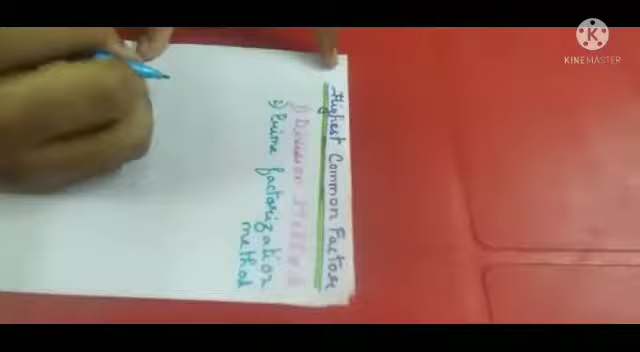 Highest Common Factor
1) Division Method
2) Prime factorization
method
KINEMASTER